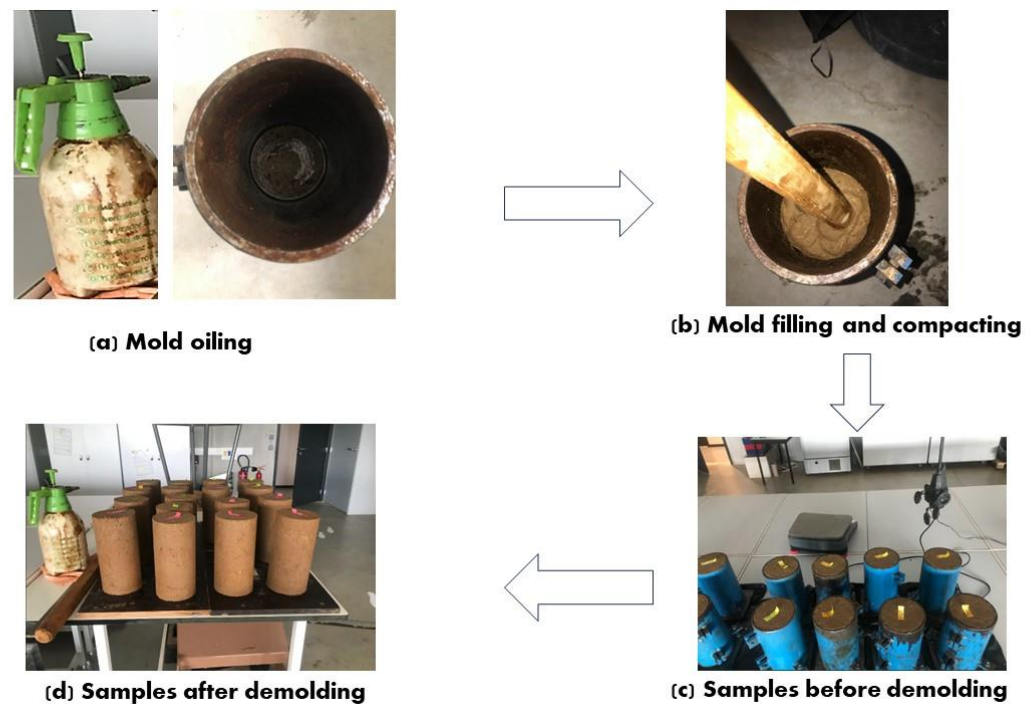 (a) Mold oiling
(b) Mold filling and compacting
(d) Samples after demolding
(c) Samples before demolding